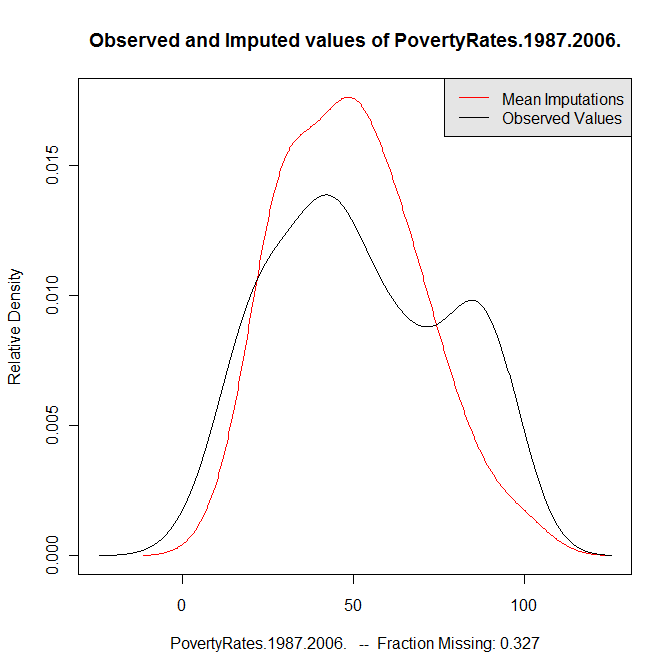 Observed and Imputed values of PovertyRates.1987.2006.
Mean Imputations
Observed Values
Relative Density
0.015
0.010
0.005
0.000
0
50
100
PovertyRates.1987.2006.   --  Fraction Missing: 0.327